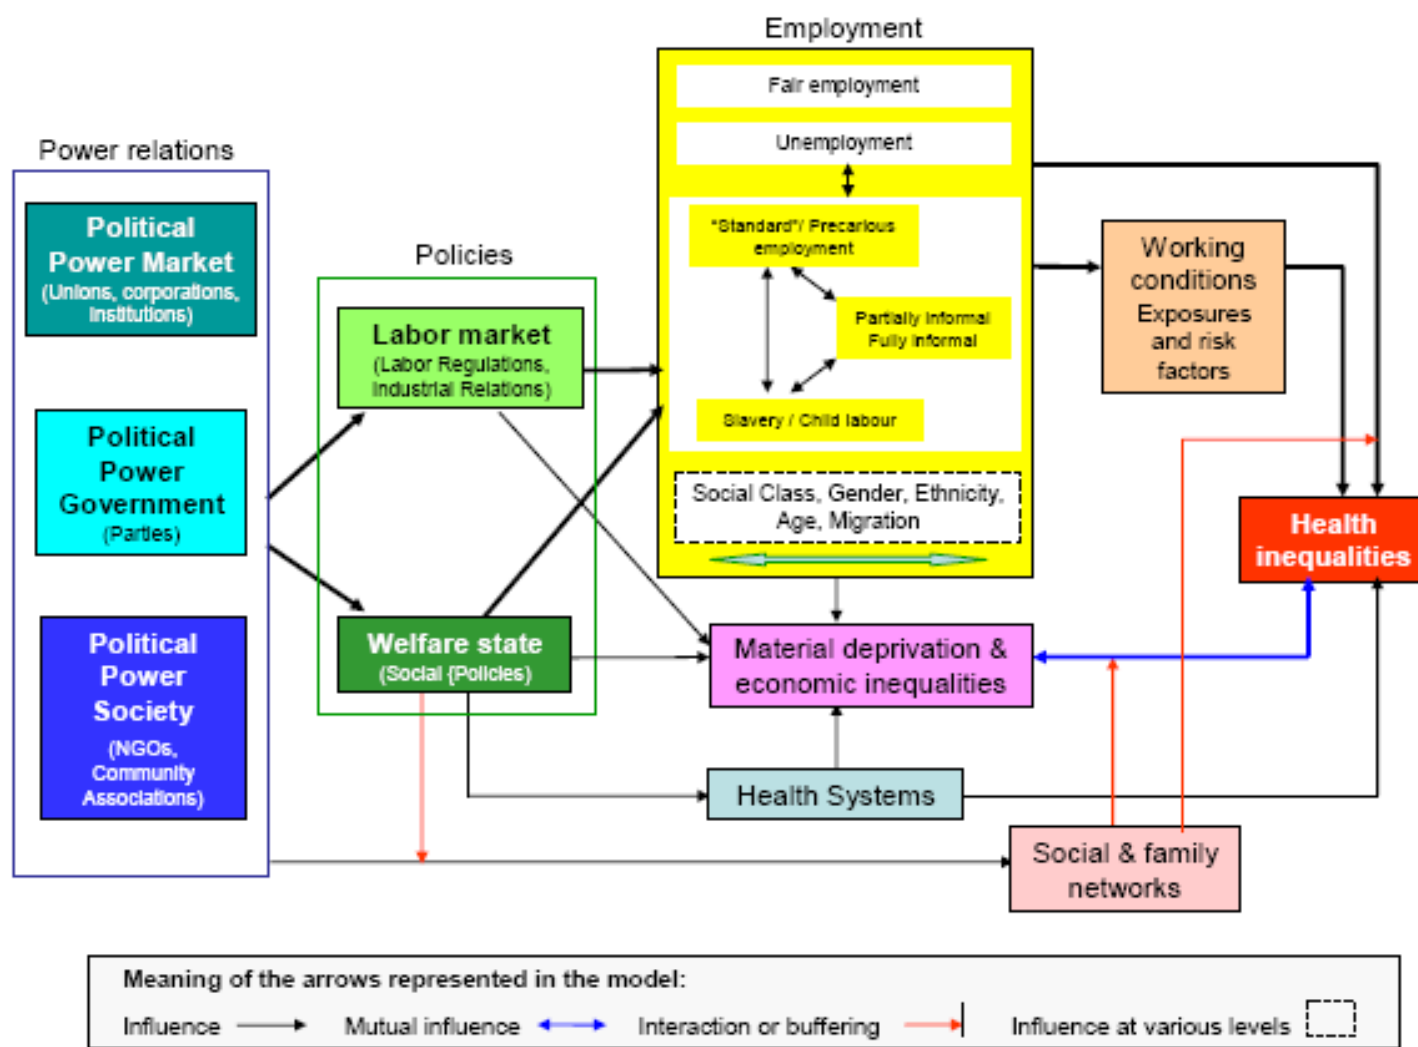 Employment
Fair employment
Unemployment
Power relations
Political
Power Market
(Unions, corporations,
Institutions)
"Standard"/ Precarious
employment
Working
conditions
Exposures
and risk
factors
Policies
Labor market
(Labor Regulations,
Industrial Relations)
Partially Informal
Fully Informal
Slavery / Child labour
Political
Power
Government
(Parties)
Social Class, Gender, Ethnicity,
Age, Migration
Health
inequalities
Political
Power
Society
(NGOs,
Community
Associations)
Welfare state
(Social {Policies)
Material deprivation &
economic inequalities
Health Systems
Social & family
networks
Meaning of the arrows represented in the model:
Influence
Mutual influence
Interaction or buffering
Influence at various levels